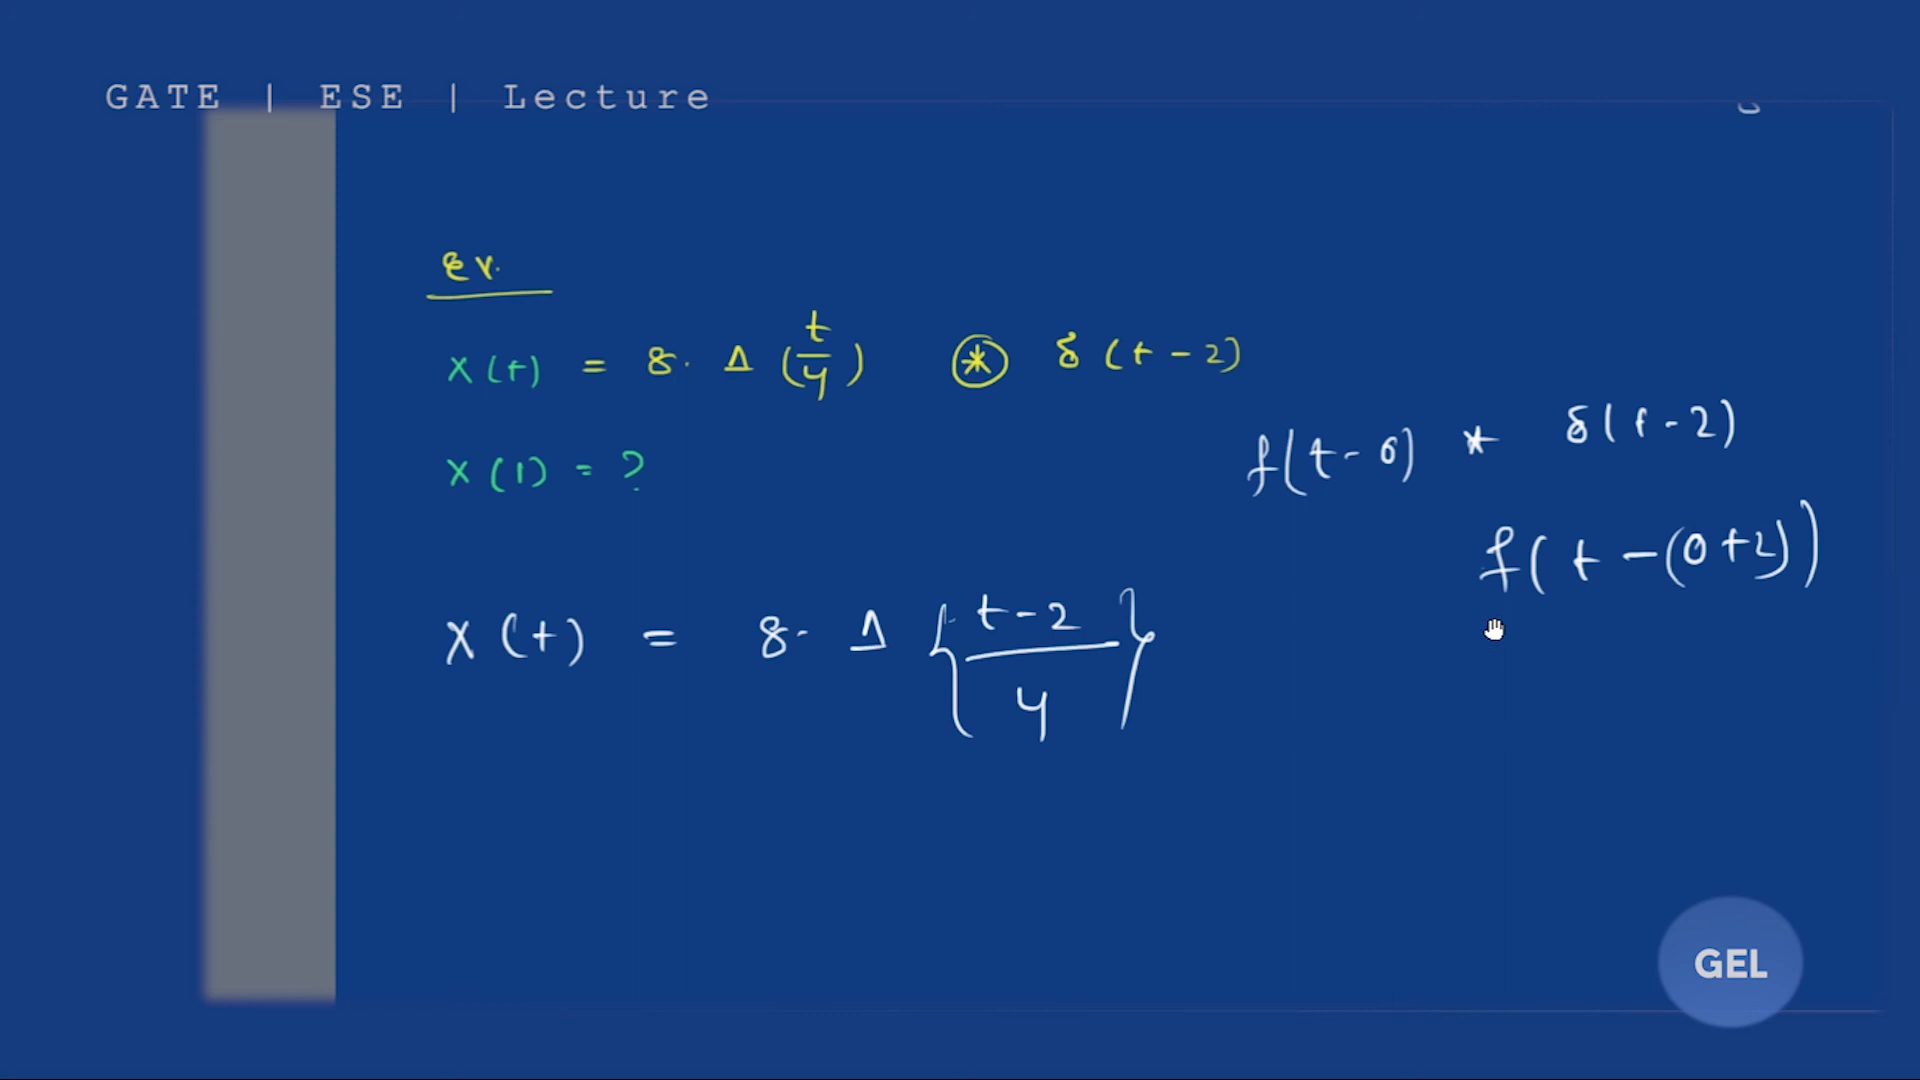 GATE | ESE | Lecture
ex.
x(t) = 8. Δ (t/4) ⊛ δ(t-2)
f(t-0) * δ(t-2)
x(1) = ?
f(t-(0+2))
x(t) = 8. Δ {(t-2)/4}
GEL